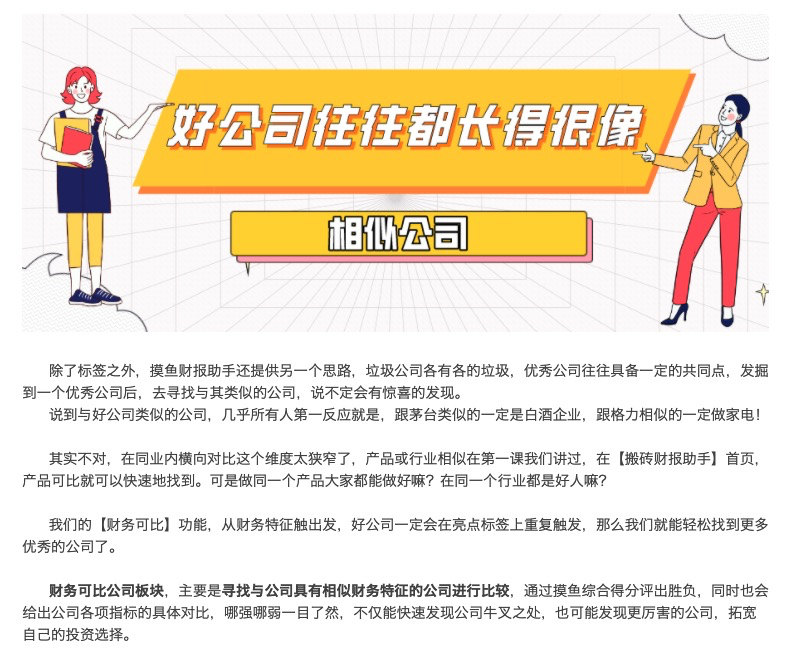 好公司往往都长得很像
相似公司
除了标签之外，摸鱼财报助手还提供另一个思路，垃圾公司各有各的垃圾，优秀公司往往具备一定的共同点，发掘
到一个优秀公司后，去寻找与其类似的公司，说不定会有惊喜的发现。
说到与好公司类似的公司，几乎所有人第一反应就是，跟茅台类似的一定是白酒企业，跟格力相似的一定做家电！
其实不对，在同业内横向对比这个维度太狭窄了，产品或行业相似在第一课我们讲过，在【搬砖财报助手】首页，
产品可比就可以快速地找到。可是做同一个产品大家都能做好嘛？在同一个行业都是好人嘛？
我们的【财务可比】功能，从财务特征触出发，好公司一定会在亮点标签上重复触发，那么我们就能轻松找到更多
优秀的公司了。
财务可比公司板块，主要是寻找与公司具有相似财务特征的公司进行比较，通过摸鱼综合得分评出胜负，同时也会
给出公司各项指标的具体对比，哪强哪弱一目了然，不仅能快速发现公司牛叉之处，也可能发现更厉害的公司，拓宽
自己的投资选择。